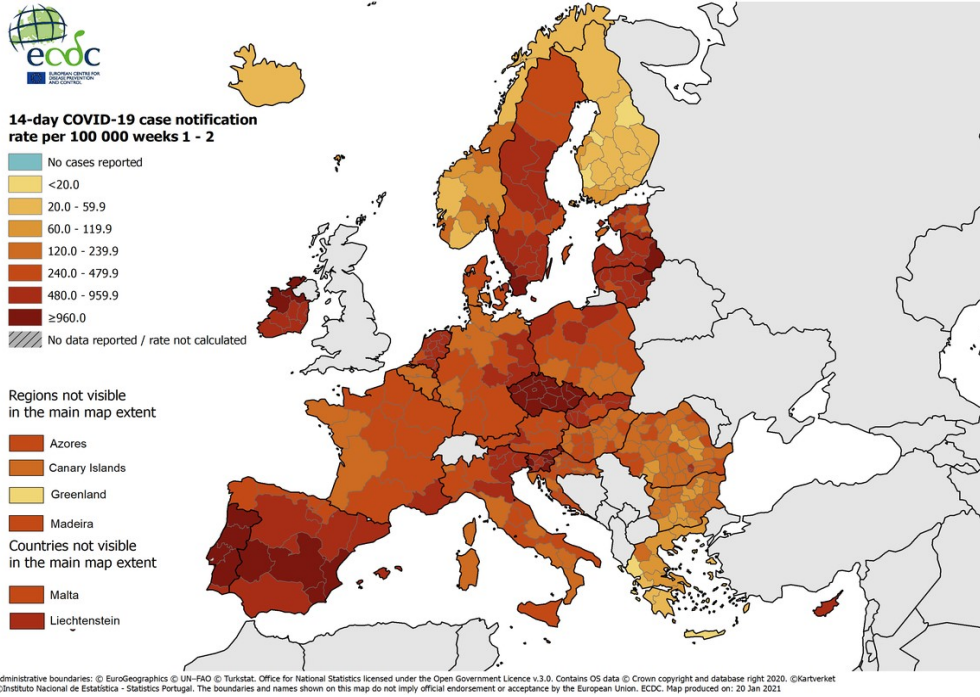 ecdc
EUROPEAN CENTRE FOR
DISEASE PREVENTION
AND CONTROL
14-day COVID-19 case notification
rate per 100 000 weeks 1 - 2
No cases reported
<20.0
20.0 - 59.9
60.0 - 119.9
120.0 - 239.9
240.0 - 479.9
480.0 - 959.9
≥960.0
No data reported / rate not calculated
Regions not visible
in the main map extent
Azores
Canary Islands
Greenland
Madeira
Countries not visible
in the main map extent
Malta
Liechtenstein
dministrative boundaries: © EuroGeographics © UN–FAO © Turkstat. Office for National Statistics licensed under the Open Government Licence v.3.0. Contains OS data © Crown copyright and database right 2020. ©Kartverket
©Instituto Nacional de Estatística - Statistics Portugal. The boundaries and names shown on this map do not imply official endorsement or acceptance by the European Union. ECDC. Map produced on: 20 Jan 2021